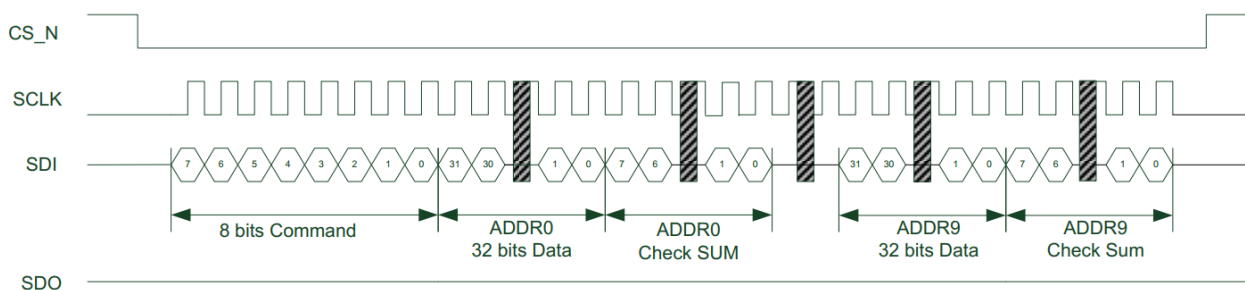 CS_N
SCLK
SDI
7 6 5 4 3 2 1 0 31 30 1 0 7 6 1 0 31 30 1 0 7 6 1 0
8 bits Command
ADDR0
32 bits Data
ADDR0
Check SUM
ADDR9
32 bits Data
ADDR9
Check Sum
SDO